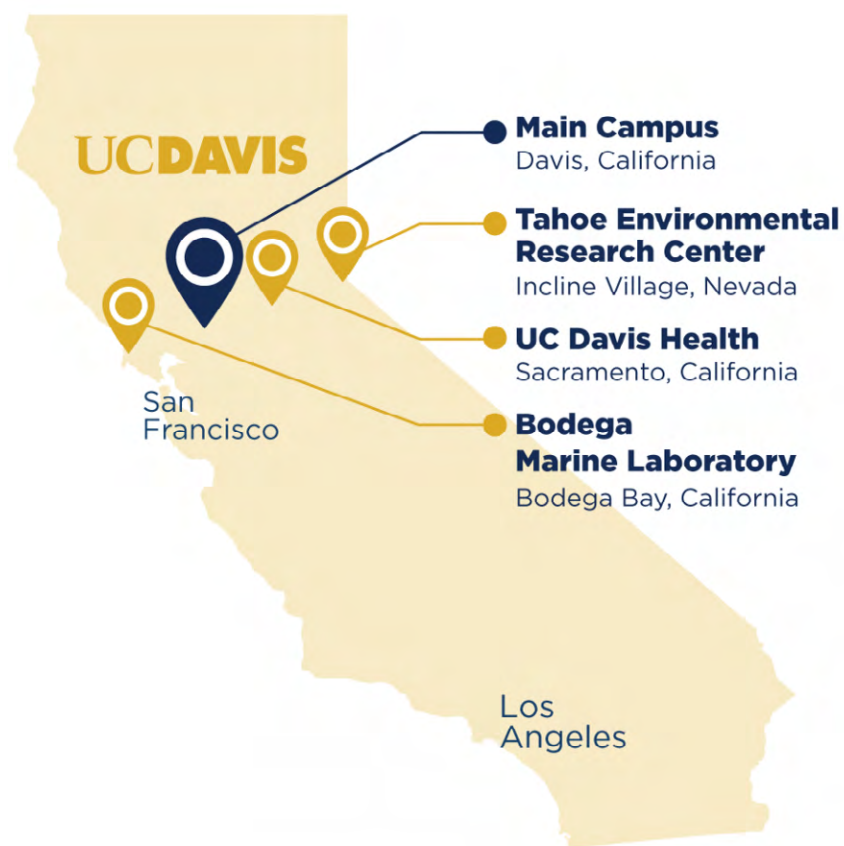 UCDAVIS
Main Campus
Davis, California
Tahoe Environmental
Research Center
Incline Village, Nevada
UC Davis Health
Sacramento, California
Bodega
Marine Laboratory
Bodega Bay, California
San
Francisco
Los
Angeles